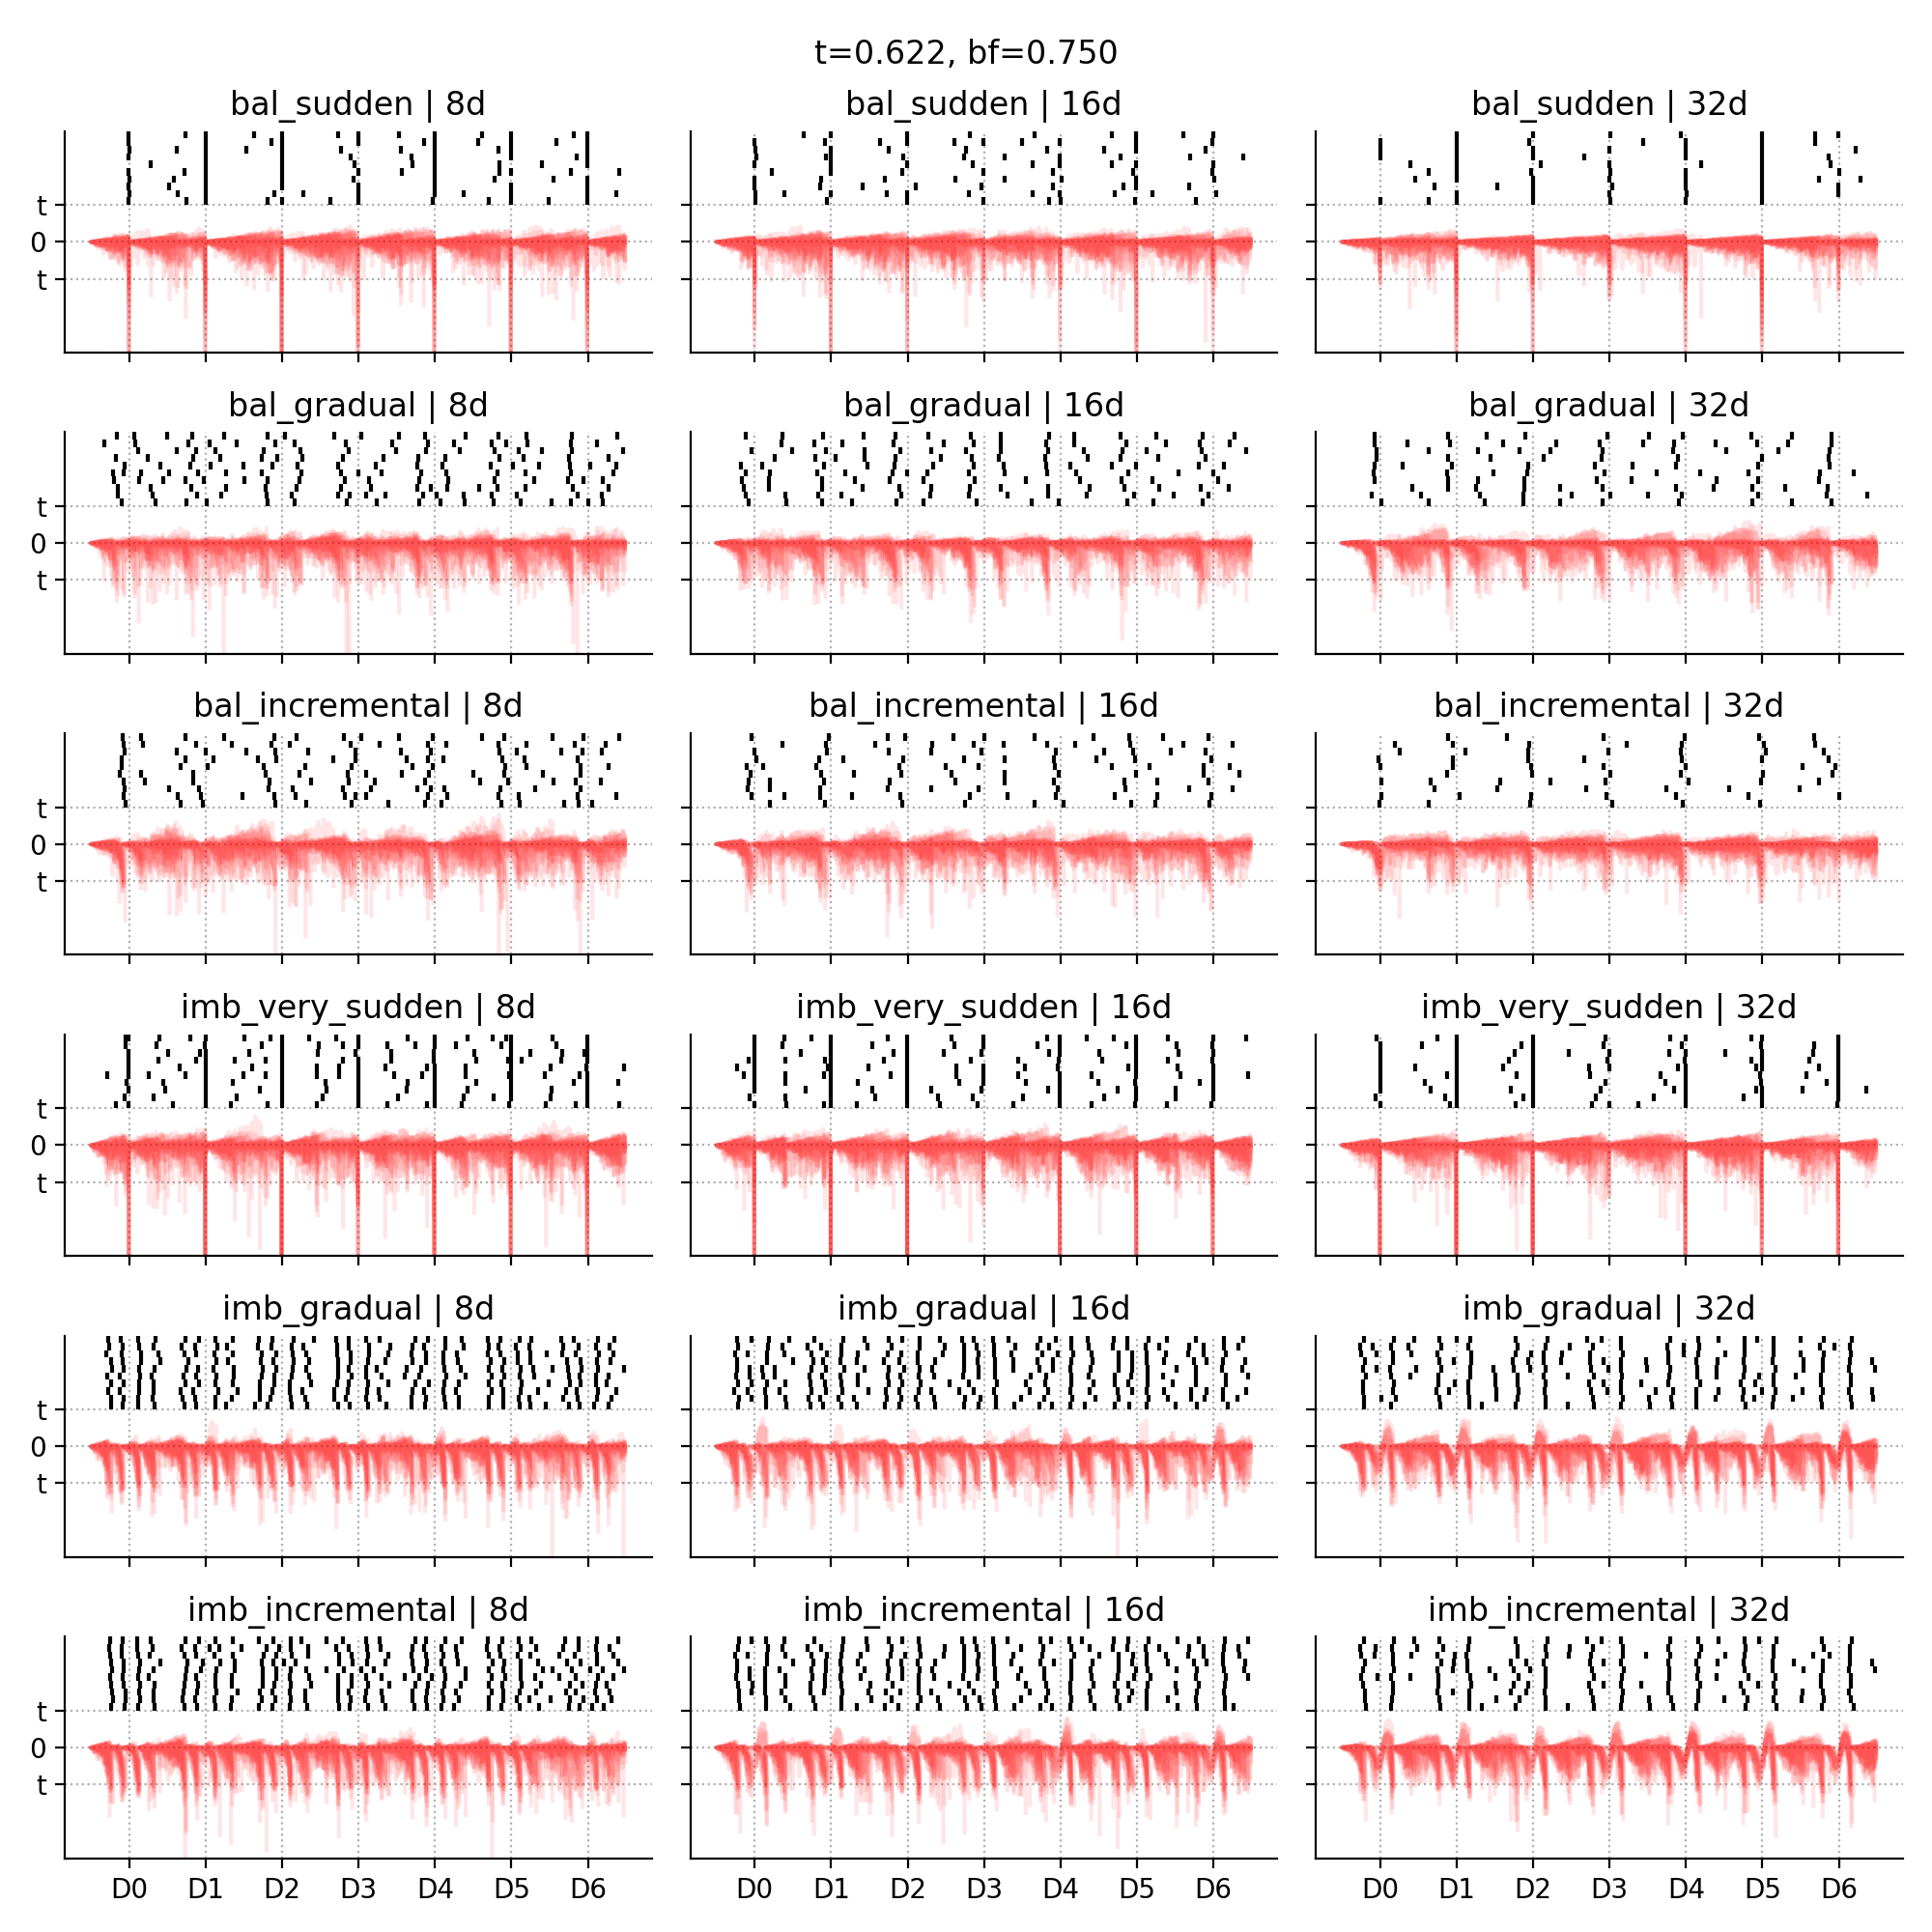 t=0.622, bf=0.750
bal_sudden | 8d
bal_sudden | 16d
bal_sudden | 32d
t
0
t
bal_gradual | 8d
bal_gradual | 16d
bal_gradual | 32d
t
0
t
bal_incremental | 8d
bal_incremental | 16d
bal_incremental | 32d
t
0
t
imb_very_sudden | 8d
imb_very_sudden | 16d
imb_very_sudden | 32d
t
0
t
imb_gradual | 8d
imb_gradual | 16d
imb_gradual | 32d
t
0
t
imb_incremental | 8d
imb_incremental | 16d
imb_incremental | 32d
t
0
t
D0 D1 D2 D3 D4 D5 D6
D0 D1 D2 D3 D4 D5 D6
D0 D1 D2 D3 D4 D5 D6